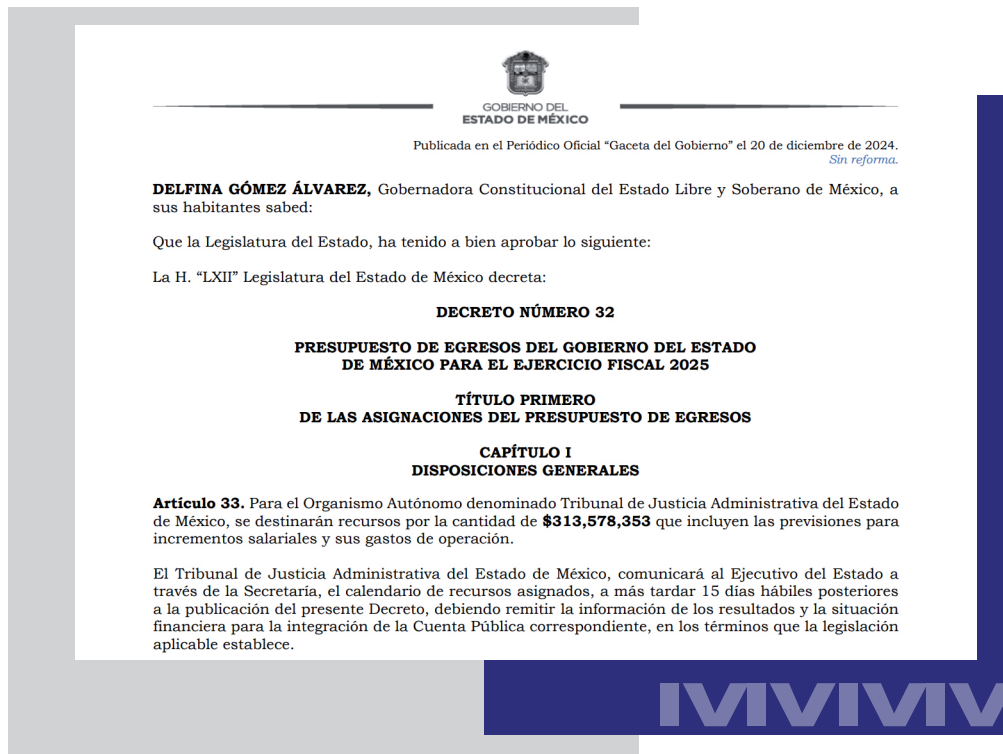 GOBIERNO DEL
ESTADO DE MÉXICO
Publicada en el Periódico Oficial “Gaceta del Gobierno” el 20 de diciembre de 2024.
Sin reforma.
DELFINA GÓMEZ ÁLVAREZ, Gobernadora Constitucional del Estado Libre y Soberano de México, a
sus habitantes sabed:
Que la Legislatura del Estado, ha tenido a bien aprobar lo siguiente:
La H. “LXII” Legislatura del Estado de México decreta:
DECRETO NÚMERO 32
PRESUPUESTO DE EGRESOS DEL GOBIERNO DEL ESTADO
DE MÉXICO PARA EL EJERCICIO FISCAL 2025
TÍTULO PRIMERO
DE LAS ASIGNACIONES DEL PRESUPUESTO DE EGRESOS
CAPÍTULO I
DISPOSICIONES GENERALES
Artículo 33. Para el Organismo Autónomo denominado Tribunal de Justicia Administrativa del Estado
de México, se destinarán recursos por la cantidad de $313,578,353 que incluyen las previsiones para
incrementos salariales y sus gastos de operación.
El Tribunal de Justicia Administrativa del Estado de México, comunicará al Ejecutivo del Estado a
través de la Secretaría, el calendario de recursos asignados, a más tardar 15 días hábiles posteriores
a la publicación del presente Decreto, debiendo remitir la información de los resultados y la situación
financiera para la integración de la Cuenta Pública correspondiente, en los términos que la legislación
aplicable establece.